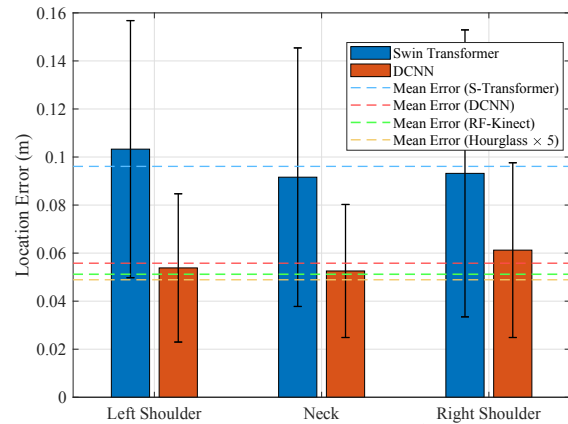 0.16
0.14
0.12
0.1
0.08
0.06
0.04
0.02
0
Location Error (m)
Swin Transformer
DCNN
Mean Error (S-Transformer)
Mean Error (DCNN)
Mean Error (RF-Kinect)
Mean Error (Hourglass × 5)
Left Shoulder
Neck
Right Shoulder